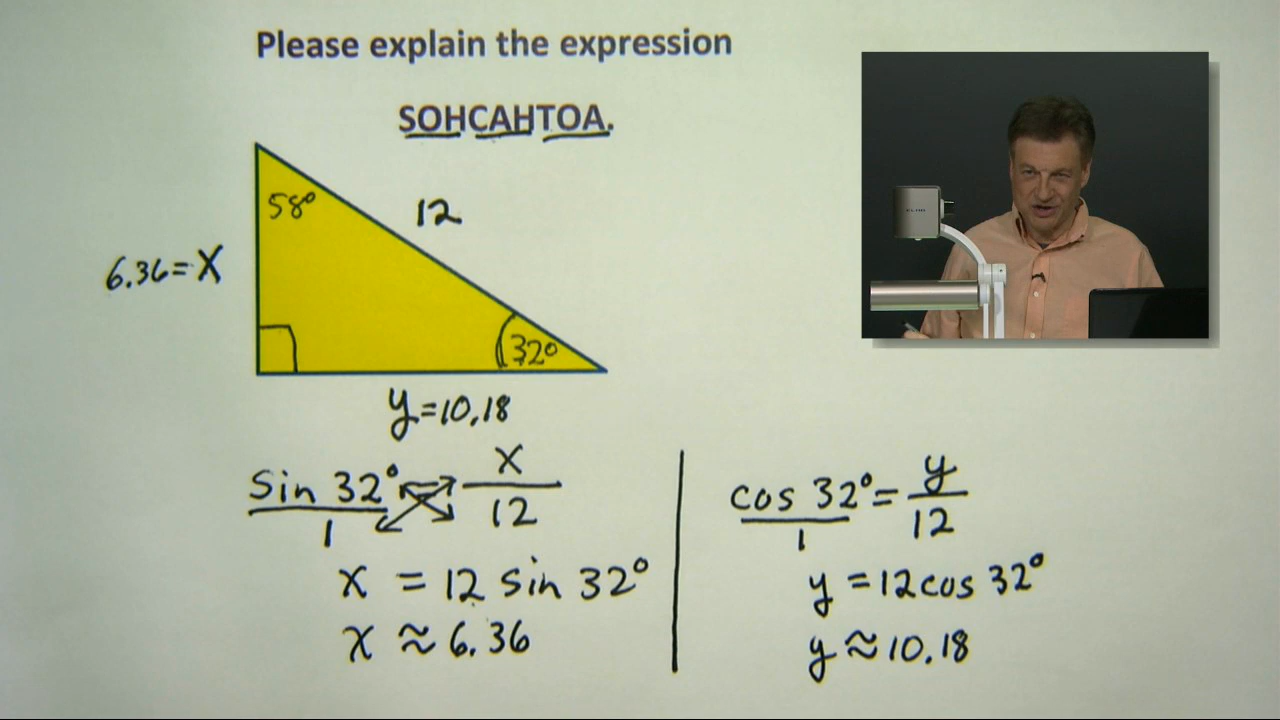 Please explain the expression
SOHCAHTOA.
58°
12
6.36=X
32°
y=10.18
sin 32° = X
1 12
x = 12 sin 32°
x ≈ 6.36
cos 32° = y
1 12
y = 12cos 32°
y ≈ 10.18